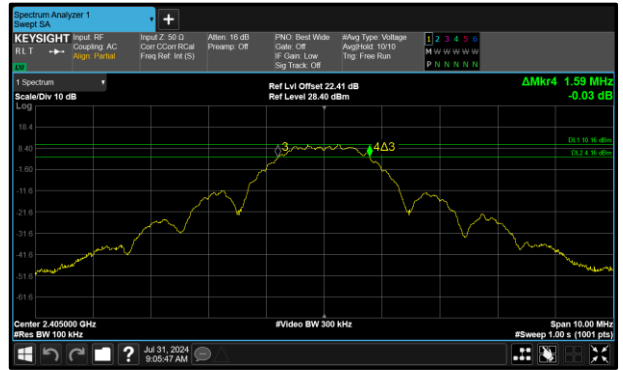 Spectrum Analyzer 1
Swept SA
KEYSIGHT Input: RF Input Z: 50 Ω Atten: 16 dB PNO: Best Wide #Avg Type: Voltage 1 2 3 4 5 6
RLT Coupling: AC Corr CCorr RCal Preamp: Off Gate: Off Avg|Hold: 10/10 M W W W W W
Align: Partial Freq Ref: Int (S) IF Gain: Low Trig: Free Run
LW Sig Track: Off P N N N N N
1 Spectrum Ref Lvl Offset 22.41 dB ΔMkr4 1.59 MHz
Scale/Div 10 dB Ref Level 28.40 dBm -0.03 dB
Log
18.4
DL1 10.16 dBm
8.40 3 4Δ3
DL2 4.16 dBm
-1.60
-11.6
-21.6
-31.6
-41.6
-51.6
-61.6
Center 2.405000 GHz #Video BW 300 kHz Span 10.00 MHz
#Res BW 100 kHz #Sweep 1.00 s (1001 pts)
? Jul 31, 2024
9:05:47 AM